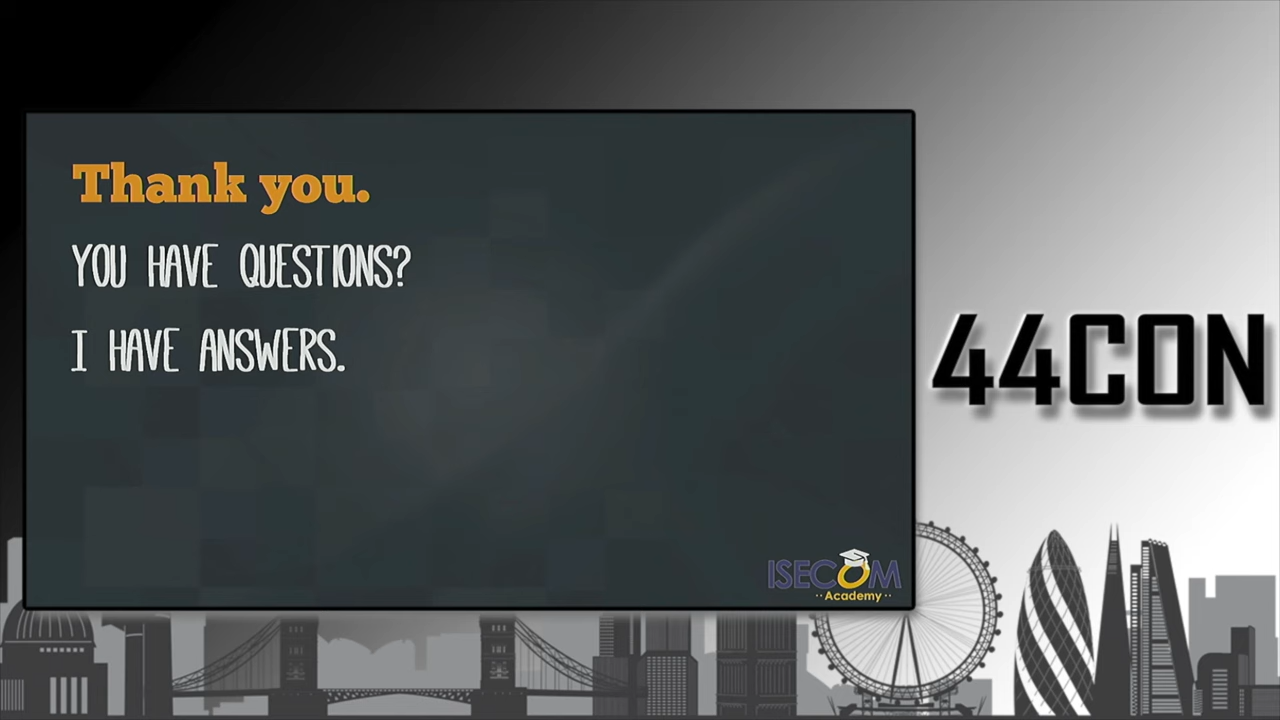 Thank you.
YOU HAVE QUESTIONS?
I HAVE ANSWERS.
44CON
ISECOM
Academy